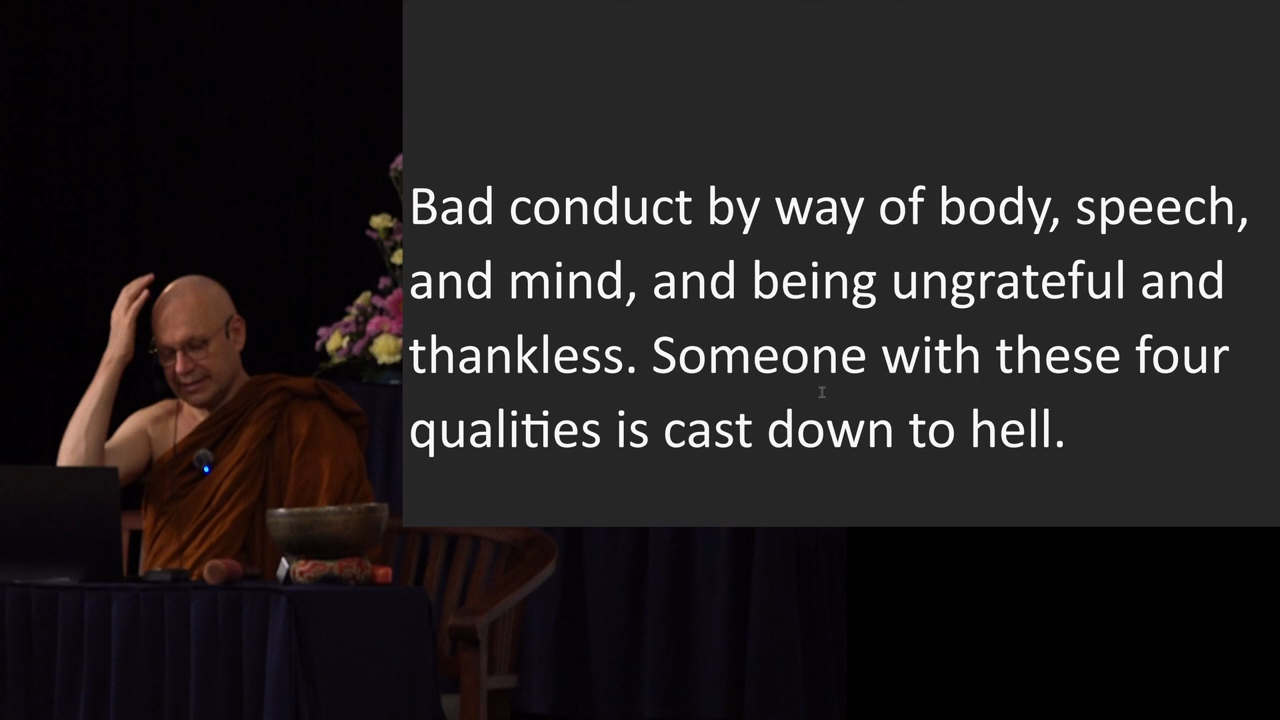 Bad conduct by way of body, speech,
and mind, and being ungrateful and
thankless. Someone with these four
qualities is cast down to hell.